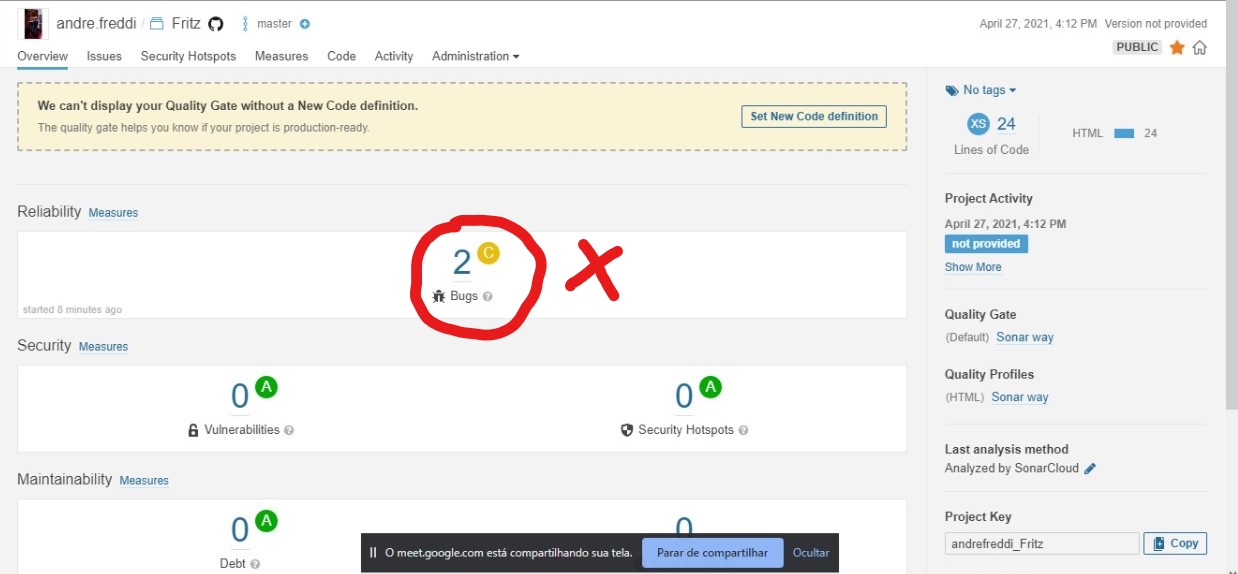 andre.freddi / Fritz master April 27, 2021, 4:12 PM Version not provided
Overview Issues Security Hotspots Measures Code Activity Administration PUBLIC
We can't display your Quality Gate without a New Code definition.
The quality gate helps you know if your project is production-ready.
Set New Code definition
No tags
XS 24
Lines of Code
HTML 24
Reliability Measures
2 C
Bugs ?
started 8 minutes ago
Project Activity
April 27, 2021, 4:12 PM
not provided
Show More
Security Measures
0 A
Vulnerabilities ?
0 A
Security Hotspots ?
Quality Gate
(Default) Sonar way
Quality Profiles
(HTML) Sonar way
Maintainability Measures
0 A
Debt ?
0
Last analysis method
Analyzed by SonarCloud
Project Key
andrefreddi_Fritz Copy
O meet.google.com está compartilhando sua tela. Parar de compartilhar Ocultar